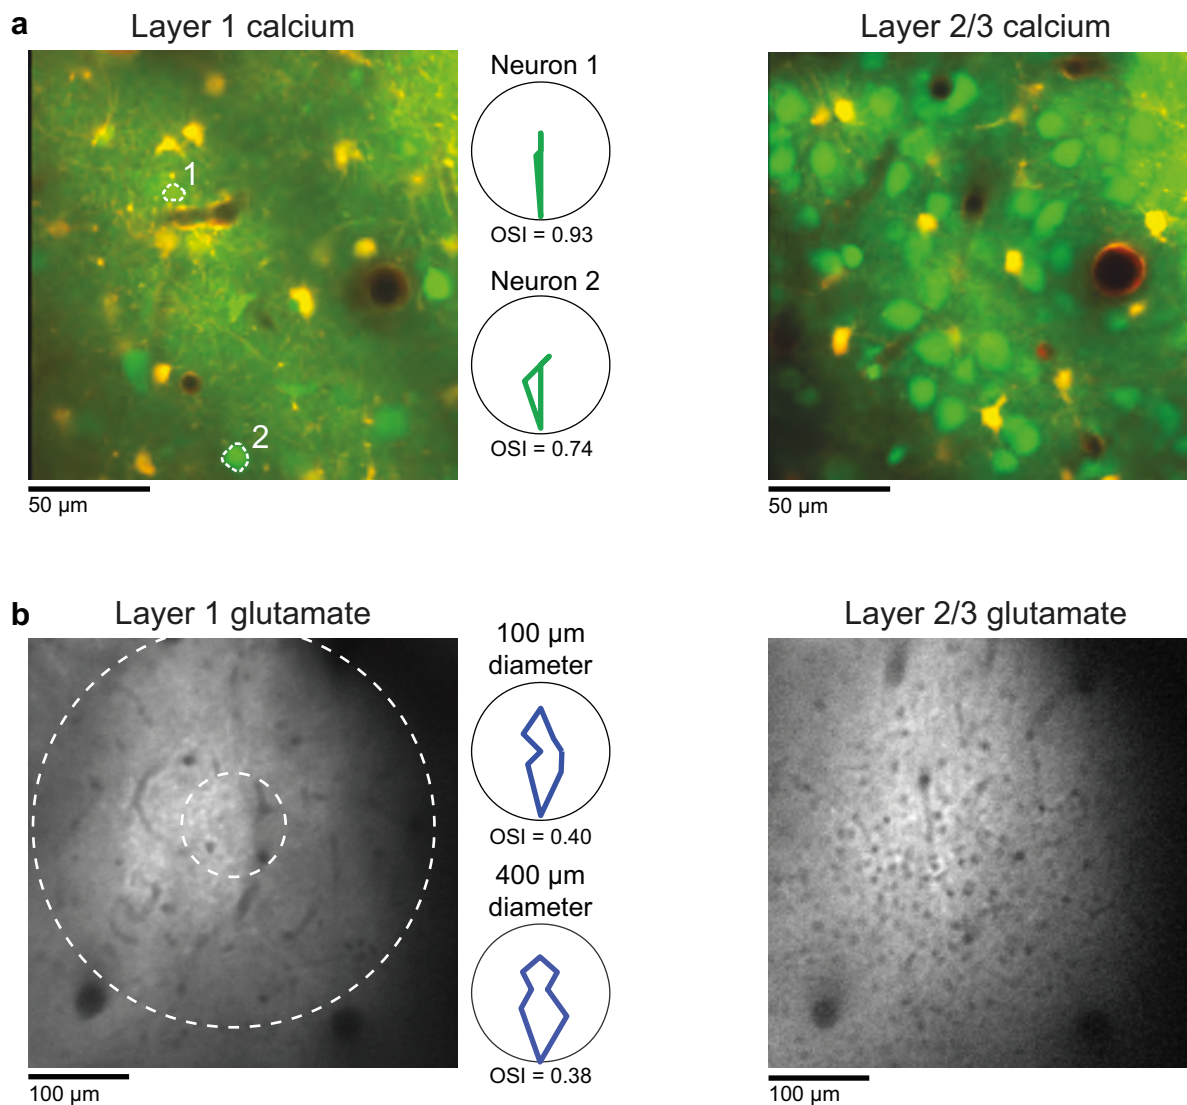 a
Layer 1 calcium
Layer 2/3 calcium
Neuron 1
1
OSI = 0.93
Neuron 2
2
OSI = 0.74
50 µm
50 µm
b
Layer 1 glutamate
Layer 2/3 glutamate
100 µm
diameter
OSI = 0.40
400 µm
diameter
OSI = 0.38
100 µm
100 µm